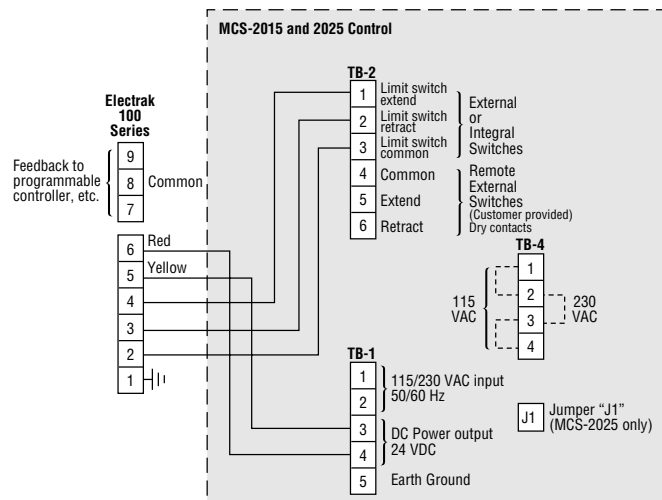 MCS-2015 and 2025 Control
TB-2
1 Limit switch extend
2 Limit switch retract
3 Limit switch common
External
or
Integral
Switches
4 Common
5 Extend
6 Retract
Remote
External
Switches
(Customer provided)
Dry contacts
Electrak
100
Series
9
8 Common
7
Feedback to
programmable
controller, etc.
6 Red
5 Yellow
4
3
2
1
TB-4
1
2
3
4
115
VAC
230
VAC
TB-1
1
2
115/230 VAC input
50/60 Hz
3
4
DC Power output
24 VDC
5 Earth Ground
J1 Jumper “J1”
(MCS-2025 only)